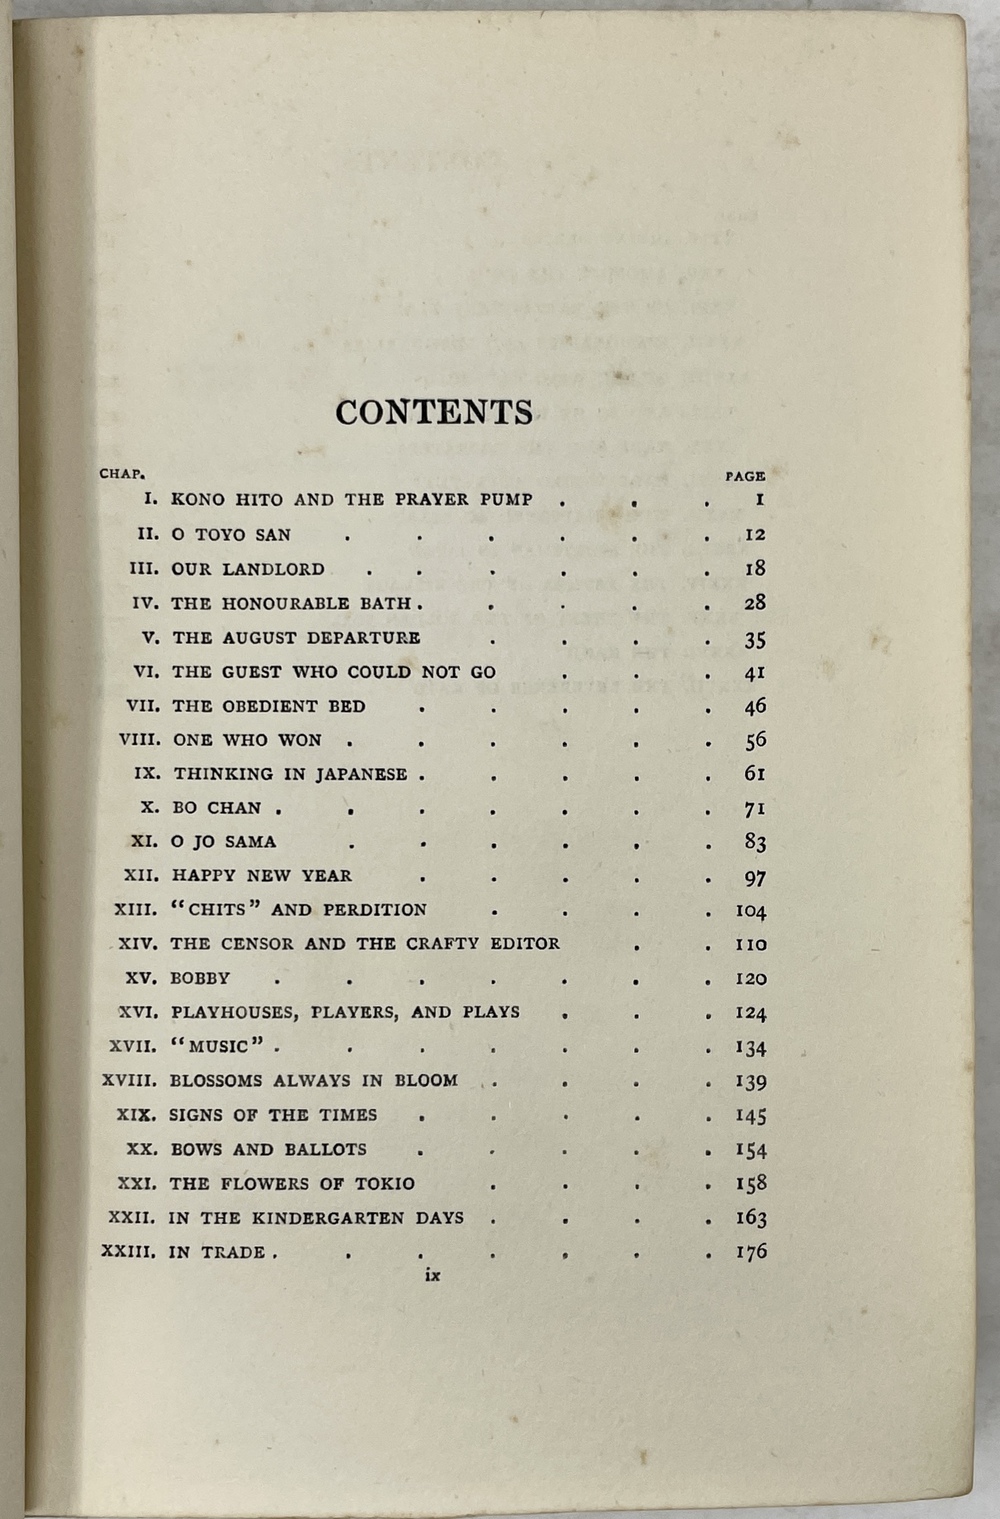 CONTENTS
CHAP. PAGE
I. KONO HITO AND THE PRAYER PUMP . . . 1
II. O TOYO SAN . . . . . . 12
III. OUR LANDLORD . . . . . . 18
IV. THE HONOURABLE BATH . . . . . 28
V. THE AUGUST DEPARTURE . . . . 35
VI. THE GUEST WHO COULD NOT GO . . . 41
VII. THE OBEDIENT BED . . . . . 46
VIII. ONE WHO WON . . . . . . 56
IX. THINKING IN JAPANESE . . . . . 61
X. BO CHAN . . . . . . . 71
XI. O JO SAMA . . . . . . 83
XII. HAPPY NEW YEAR . . . . . 97
XIII. "CHITS" AND PERDITION . . . . 104
XIV. THE CENSOR AND THE CRAFTY EDITOR . . 110
XV. BOBBY . . . . . . . 120
XVI. PLAYHOUSES, PLAYERS, AND PLAYS . . . 124
XVII. "MUSIC" . . . . . . . 134
XVIII. BLOSSOMS ALWAYS IN BLOOM . . . . 139
XIX. SIGNS OF THE TIMES . . . . . 145
XX. BOWS AND BALLOTS . . . . . 154
XXI. THE FLOWERS OF TOKIO . . . . 158
XXII. IN THE KINDERGARTEN DAYS . . . . 163
XXIII. IN TRADE . . . . . . . 176
ix